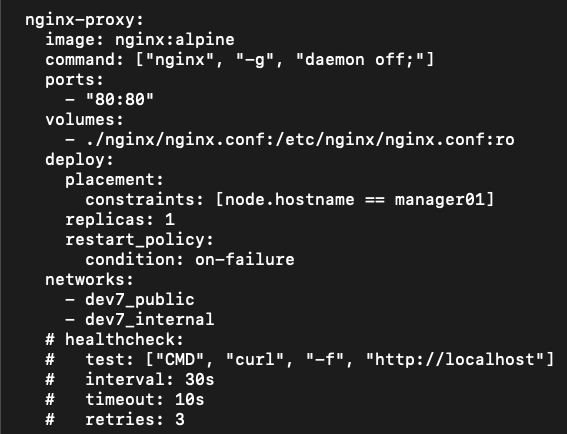 nginx-proxy:
  image: nginx:alpine
  command: ["nginx", "-g", "daemon off;"]
  ports:
    - "80:80"
  volumes:
    - ./nginx/nginx.conf:/etc/nginx/nginx.conf:ro
  deploy:
    placement:
      constraints: [node.hostname == manager01]
    replicas: 1
    restart_policy:
      condition: on-failure
  networks:
    - dev7_public
    - dev7_internal
  # healthcheck:
  #   test: ["CMD", "curl", "-f", "http://localhost"]
  #   interval: 30s
  #   timeout: 10s
  #   retries: 3